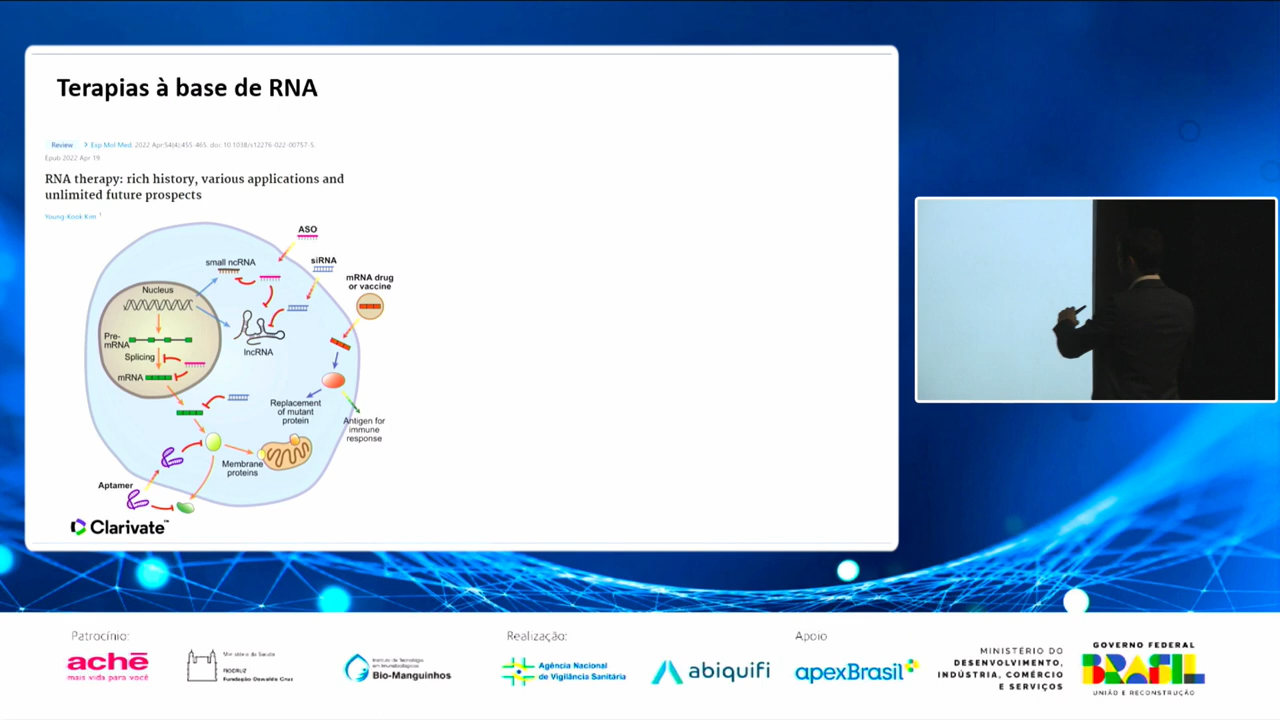 Terapias à base de RNA
Review > Exp Mol Med. 2022 Apr;54(4):455-465. doi: 10.1038/s12276-022-00757-5.
Epub 2022 Apr 19.
RNA therapy: rich history, various applications and
unlimited future prospects
Young-Kook Kim 1
ASO
small ncRNA
siRNA
mRNA drug
or vaccine
Nucleus
Pre-
mRNA
Splicing
mRNA
lncRNA
Replacement
of mutant
protein
Antigen for
immune
response
Membrane
proteins
Aptamer
Clarivate™
Patrocínio:
Realização:
Apoio
aché
mais vida para você
Ministério da Saúde
FIOCRUZ
Fundação Oswaldo Cruz
Instituto de Tecnologia
em Imunobiológicos
Bio-Manguinhos
Agência Nacional
de Vigilância Sanitária
abiquifi
apexBrasil
MINISTÉRIO DO
DESENVOLVIMENTO,
INDÚSTRIA, COMÉRCIO
E SERVIÇOS
GOVERNO FEDERAL
BRASIL
UNIÃO E RECONSTRUÇÃO